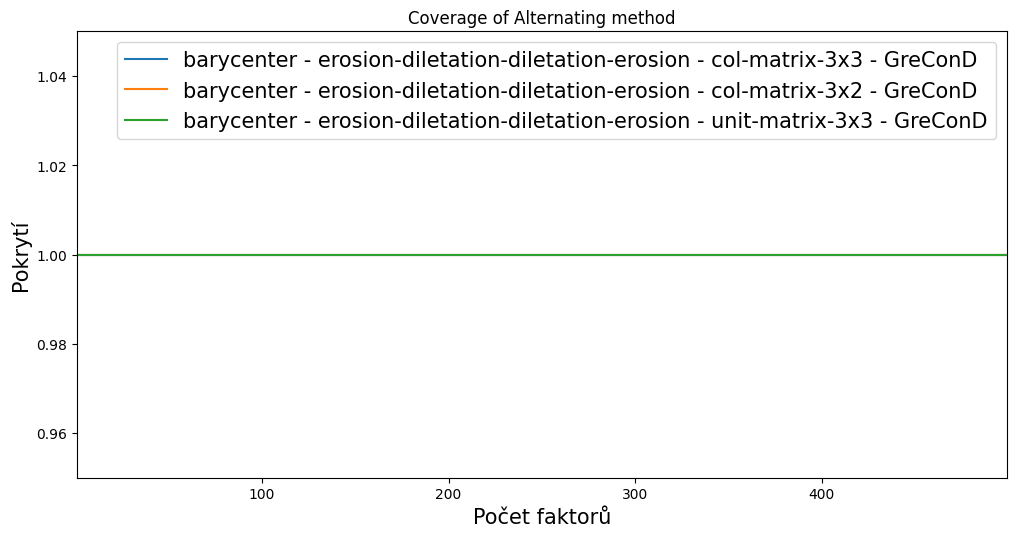 Coverage of Alternating method
barycenter - erosion-diletation-diletation-erosion - col-matrix-3x3 - GreConD
barycenter - erosion-diletation-diletation-erosion - col-matrix-3x2 - GreConD
barycenter - erosion-diletation-diletation-erosion - unit-matrix-3x3 - GreConD
1.04
1.02
1.00
0.98
0.96
Pokrytí
100 200 300 400
Počet faktorů